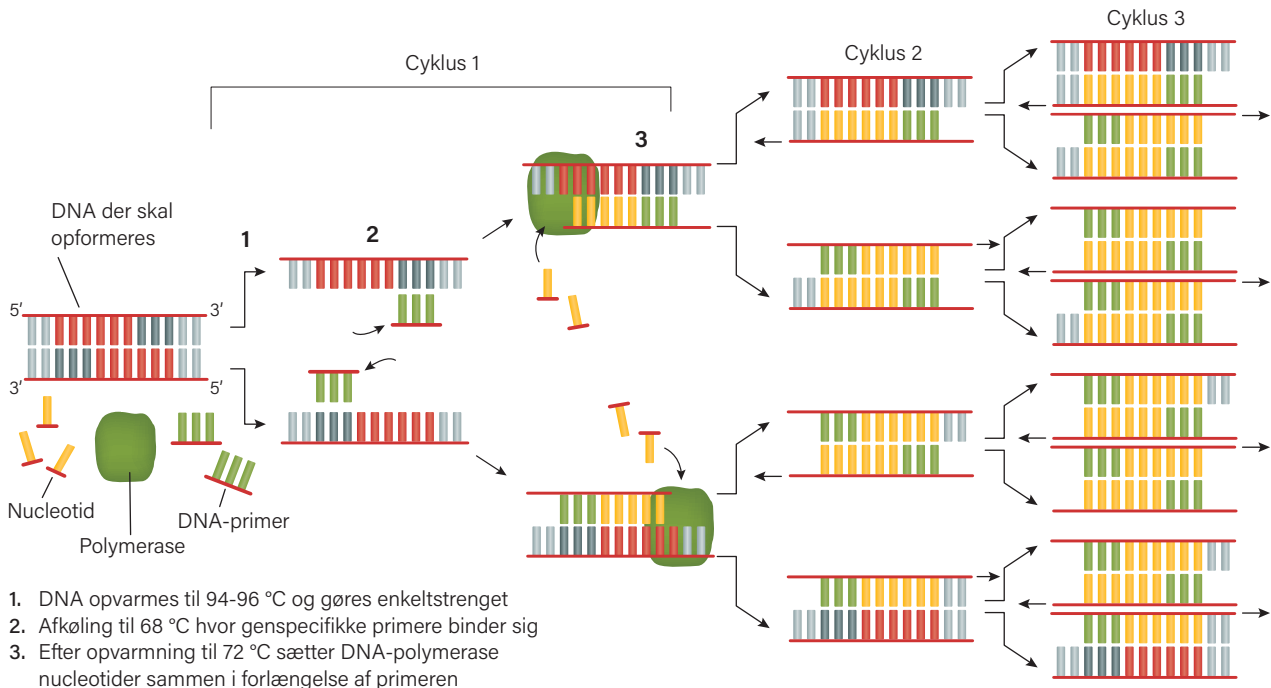 Cyklus 1
Cyklus 2
Cyklus 3
DNA der skal
opformeres
1
2
3
5’
3’
3’
5’
Nucleotid
Polymerase
DNA-primer
1. DNA opvarmes til 94-96 °C og gøres enkeltstrenget
2. Afkøling til 68 °C hvor genspecifikke primere binder sig
3. Efter opvarmning til 72 °C sætter DNA-polymerase
nucleotider sammen i forlængelse af primeren